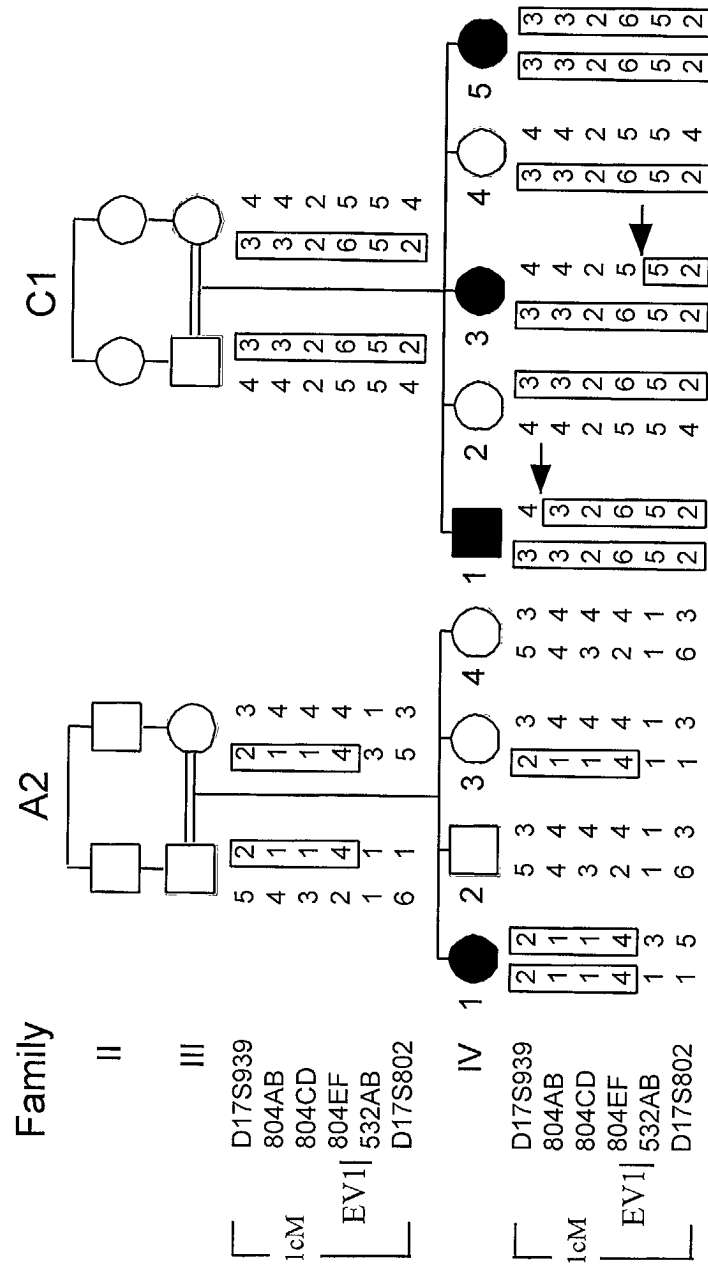 Family A2 C1
II
III
D17S939 5 2 2 3 4 3 3 4
804AB 4 1 1 4 4 3 3 4
1cM 804CD 3 1 1 4 2 2 2 2
804EF 2 4 4 4 5 6 6 5
EV1 532AB 1 1 3 1 5 5 5 5
D17S802 6 1 5 3 4 2 2 4
IV 1 2 3 4 1 2 3 4 5
D17S939 2 2 5 3 2 3 5 3 3 4 4 3 3 4 3 4 3 3
804AB 1 1 4 4 1 4 4 4 3 3 4 3 3 4 3 4 3 3
1cM 804CD 1 1 3 4 1 4 3 4 2 2 2 2 2 2 2 2 2 2
804EF 4 4 2 4 4 4 2 4 6 6 5 6 6 5 6 5 6 6
EV1 532AB 1 3 1 1 1 1 1 1 5 5 5 5 5 5 5 5 5 5
D17S802 1 5 6 3 1 3 6 3 2 2 4 2 2 2 2 4 2 2